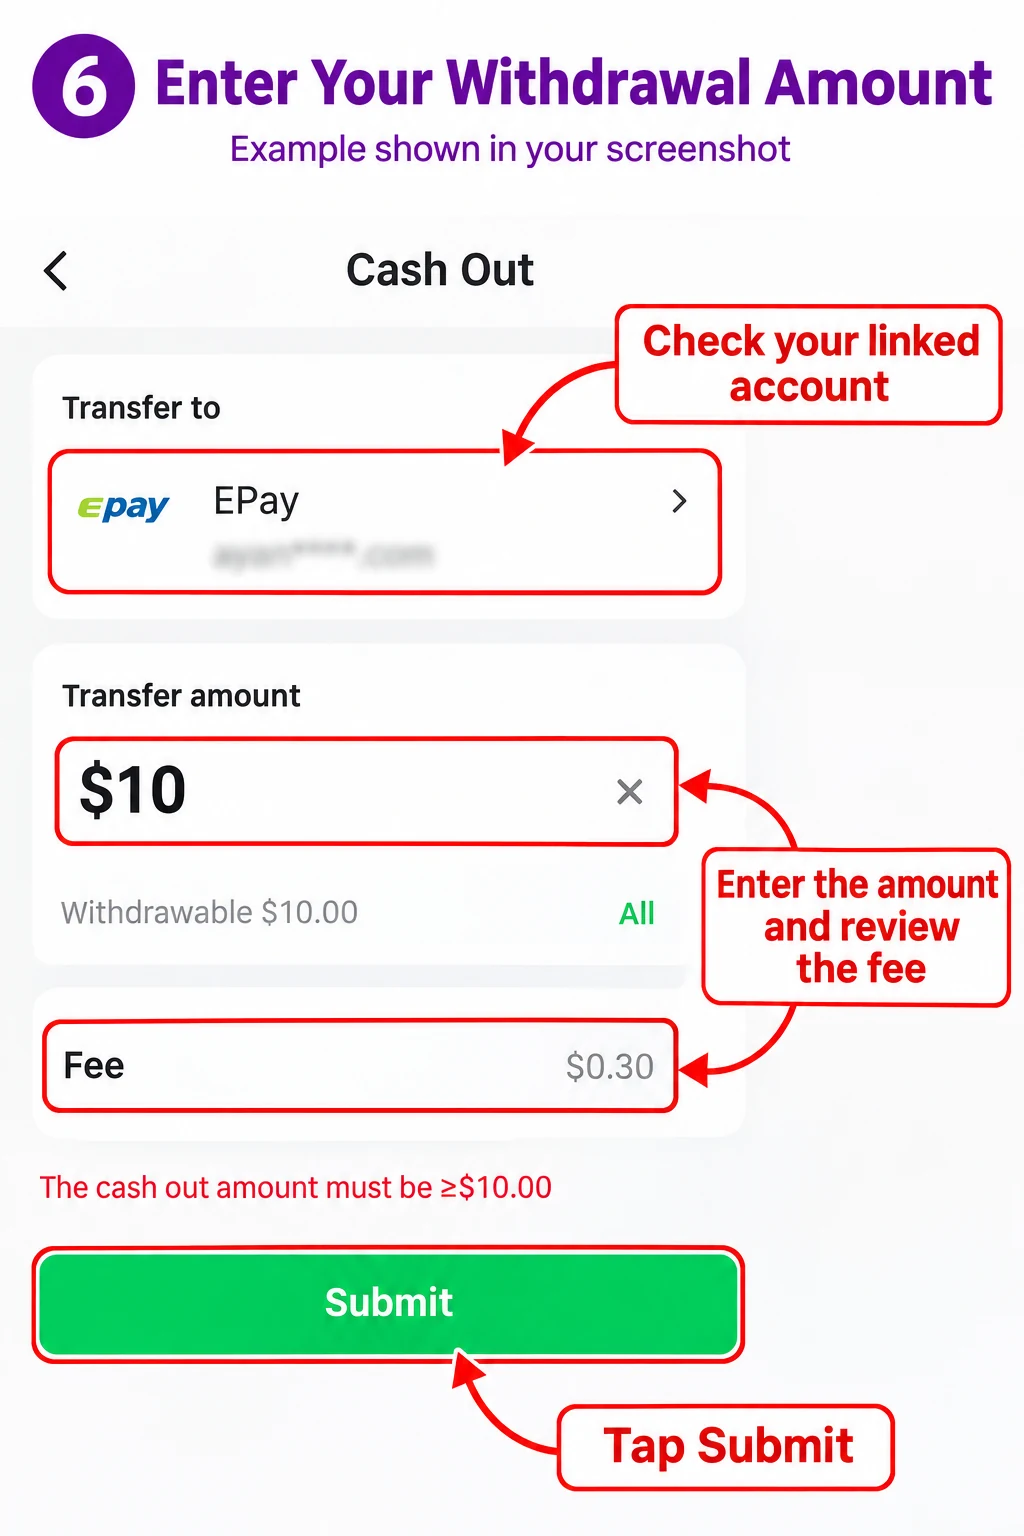 6 Enter Your Withdrawal Amount
Example shown in your screenshot
Cash Out
Check your linked
account
Transfer to
epay EPay
ayan****.com
Transfer amount
$10
Withdrawable $10.00 All
Enter the amount
and review
the fee
Fee $0.30
The cash out amount must be ≥$10.00
Submit
Tap Submit